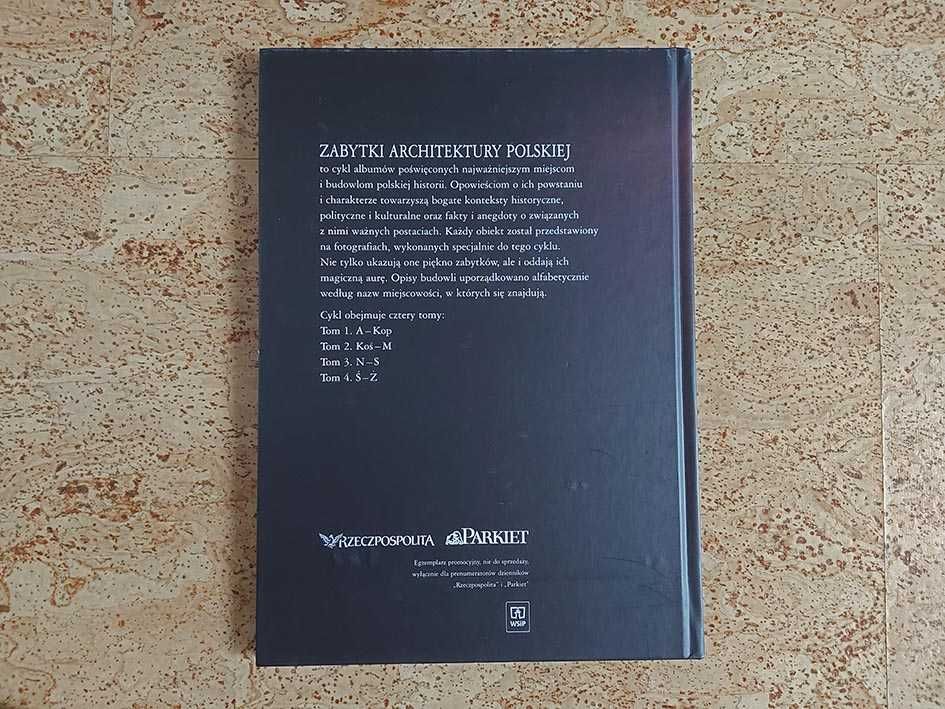 ZABYTKI ARCHITEKTURY POLSKIEJ
to cykl albumów poświęconych najważniejszym miejscom
i budowlom polskiej historii. Opowieściom o ich powstaniu
i charakterze towarzyszą bogate konteksty historyczne,
polityczne i kulturalne oraz fakty i anegdoty o związanych
z nimi ważnych postaciach. Każdy obiekt został przedstawiony
na fotografiach, wykonanych specjalnie do tego cyklu.
Nie tylko ukazują one piękno zabytków, ale i oddają ich
magiczną aurę. Opisy budowli uporządkowano alfabetycznie
według nazw miejscowości, w których się znajdują.
Cykl obejmuje cztery tomy:
Tom 1. A – Kop
Tom 2. Koś – M
Tom 3. N – S
Tom 4. Ś – Ż
RZECZPOSPOLITA PARKIET
Egzemplarz promocyjny, nie do sprzedaży,
wyłącznie dla prenumeratorów dzienników
„Rzeczpospolita" i „Parkiet"
WSiP